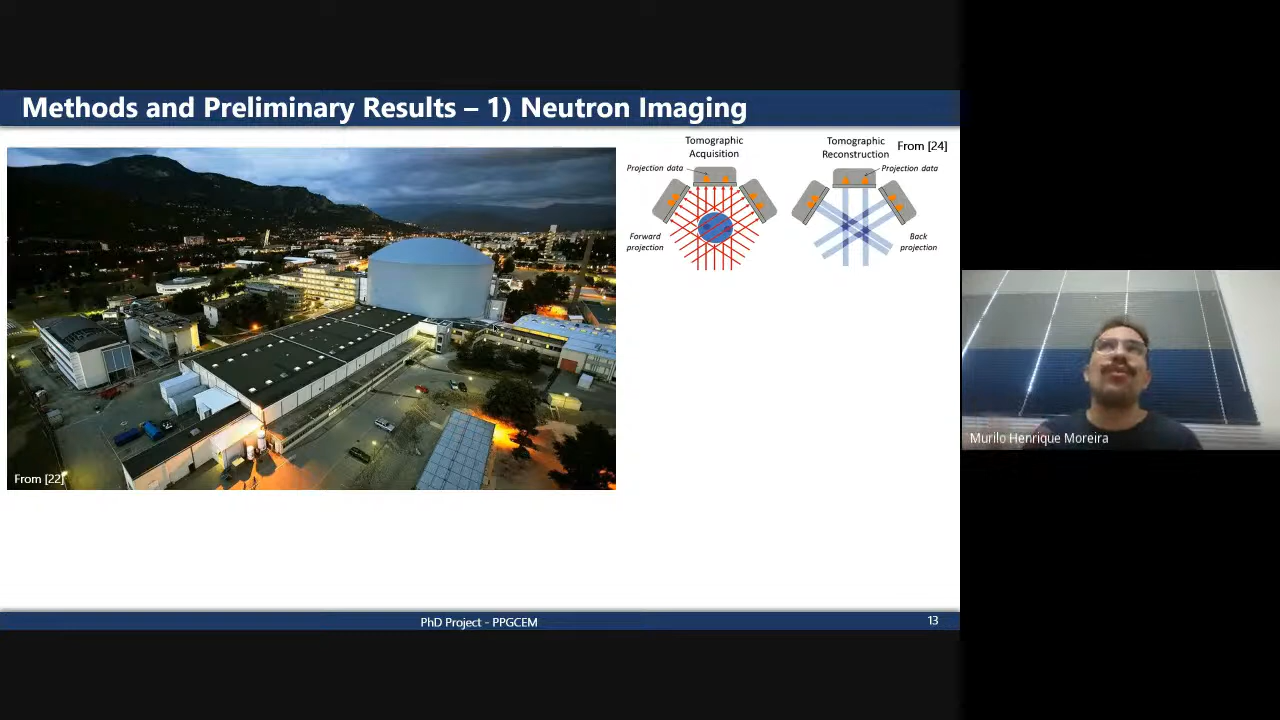 Methods and Preliminary Results – 1) Neutron Imaging
From [22]
Tomographic
Acquisition
Projection data
Forward
projection
Tomographic
Reconstruction
From [24]
Projection data
Back
projection
Murilo Henrique Moreira
PhD Project - PPGCEM
13